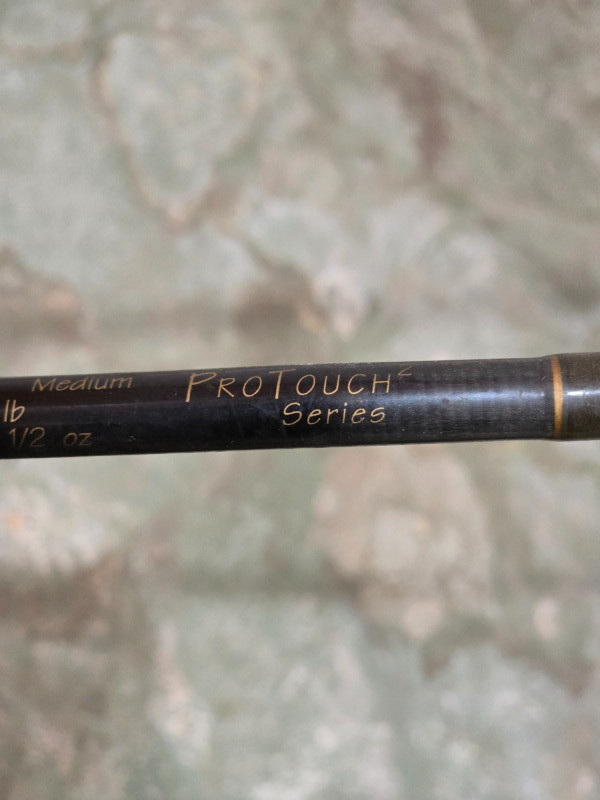 Medium
lb
1/2 oz
PROTOUCH²
Series